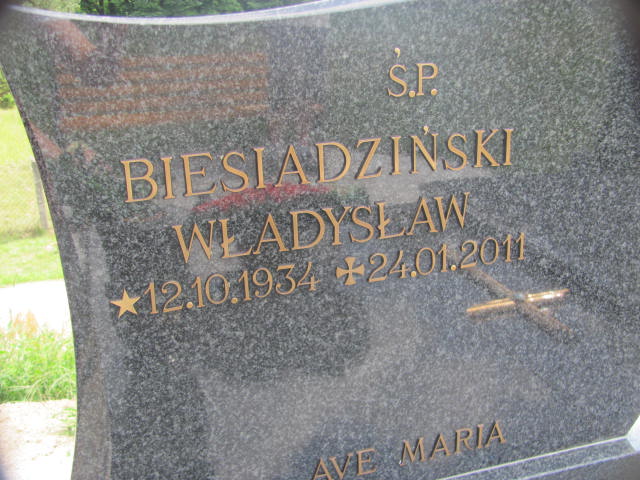 Ś.P.
BIESIADZIŃSKI
WŁADYSŁAW
★12.10.1934 ✠24.01.2011
AVE MARIA